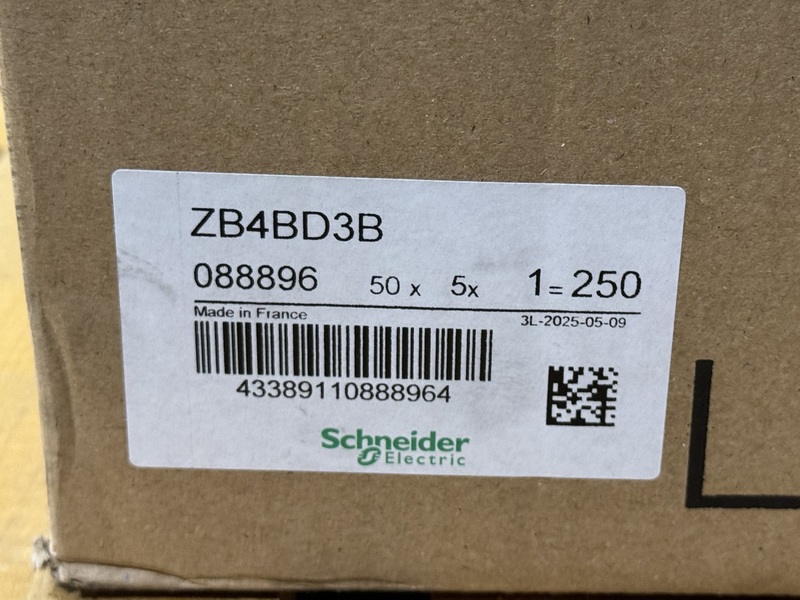 ZB4BD3B
088896 50 x 5x 1 = 250
Made in France
3L-2025-05-09
43389110888964
Schneider
Electric